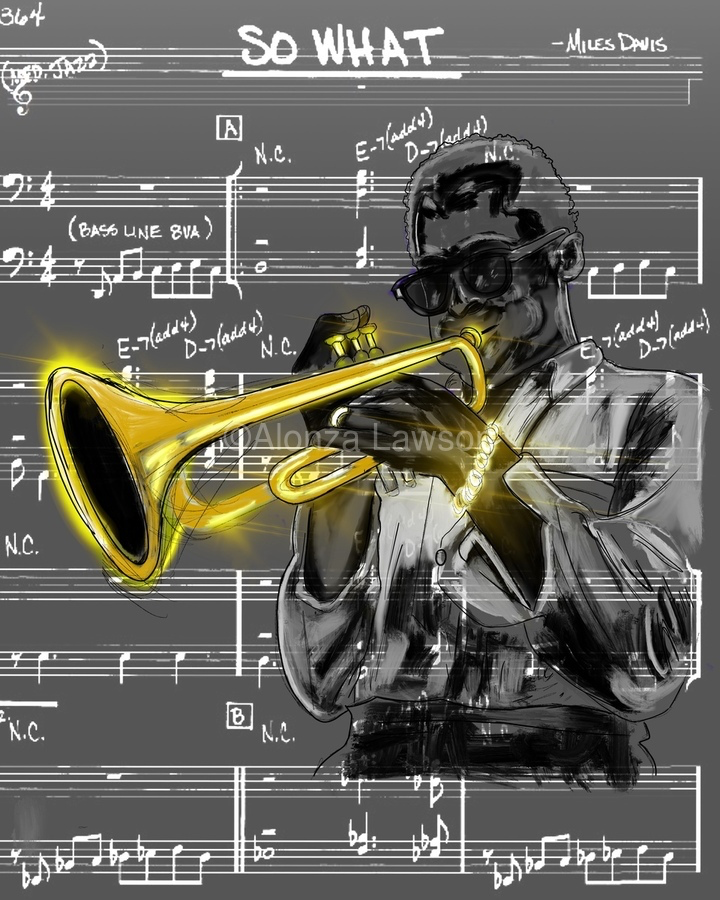 364
SO WHAT
-MILES DAVIS
(MED. JAZZ)
A
N.C.
E-7(add4)
D-7(add4)
N.C.
(BASS LINE 8VA)
E-7(add4)
D-7(add4)
N.C.
E-7(add4)
D-7(add4)
©Alonza Lawson
N.C.
B
N.C.
N.C.